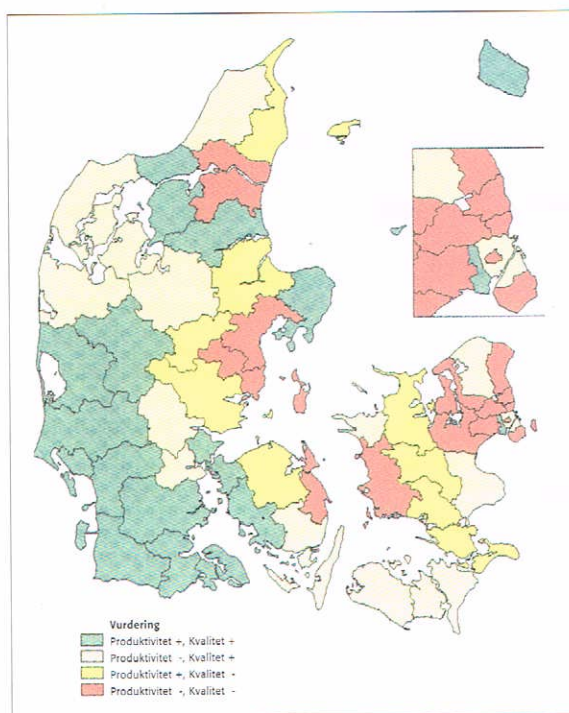 Vurdering
Produktivitet +, Kvalitet +
Produktivitet -, Kvalitet +
Produktivitet +, Kvalitet -
Produktivitet -, Kvalitet -